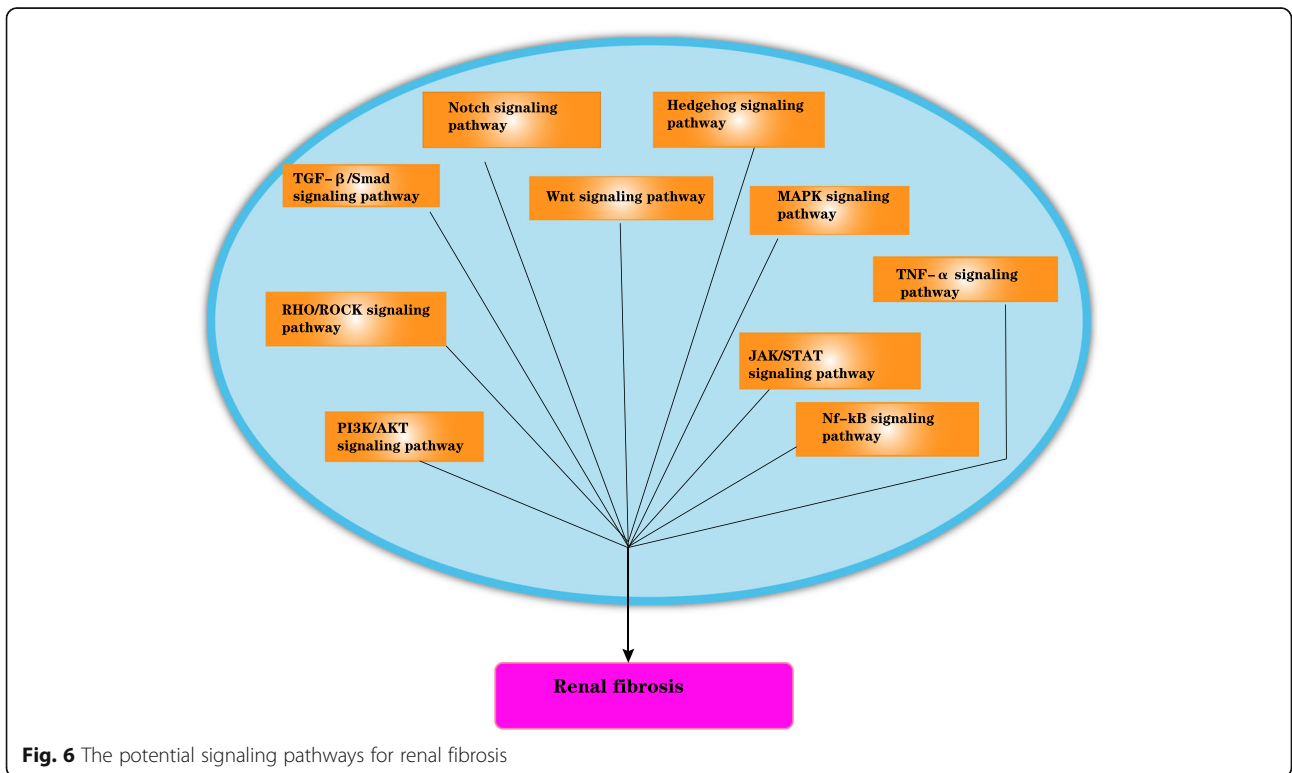 Notch signaling
pathway
Hedgehog signaling
pathway
TGF-β/Smad
signaling pathway
Wnt signaling pathway
MAPK signaling
pathway
TNF-α signaling
pathway
RHO/ROCK signaling
pathway
JAK/STAT
signaling pathway
PI3K/AKT
signaling pathway
Nf-kB signaling
pathway
Renal fibrosis
Fig. 6 The potential signaling pathways for renal fibrosis